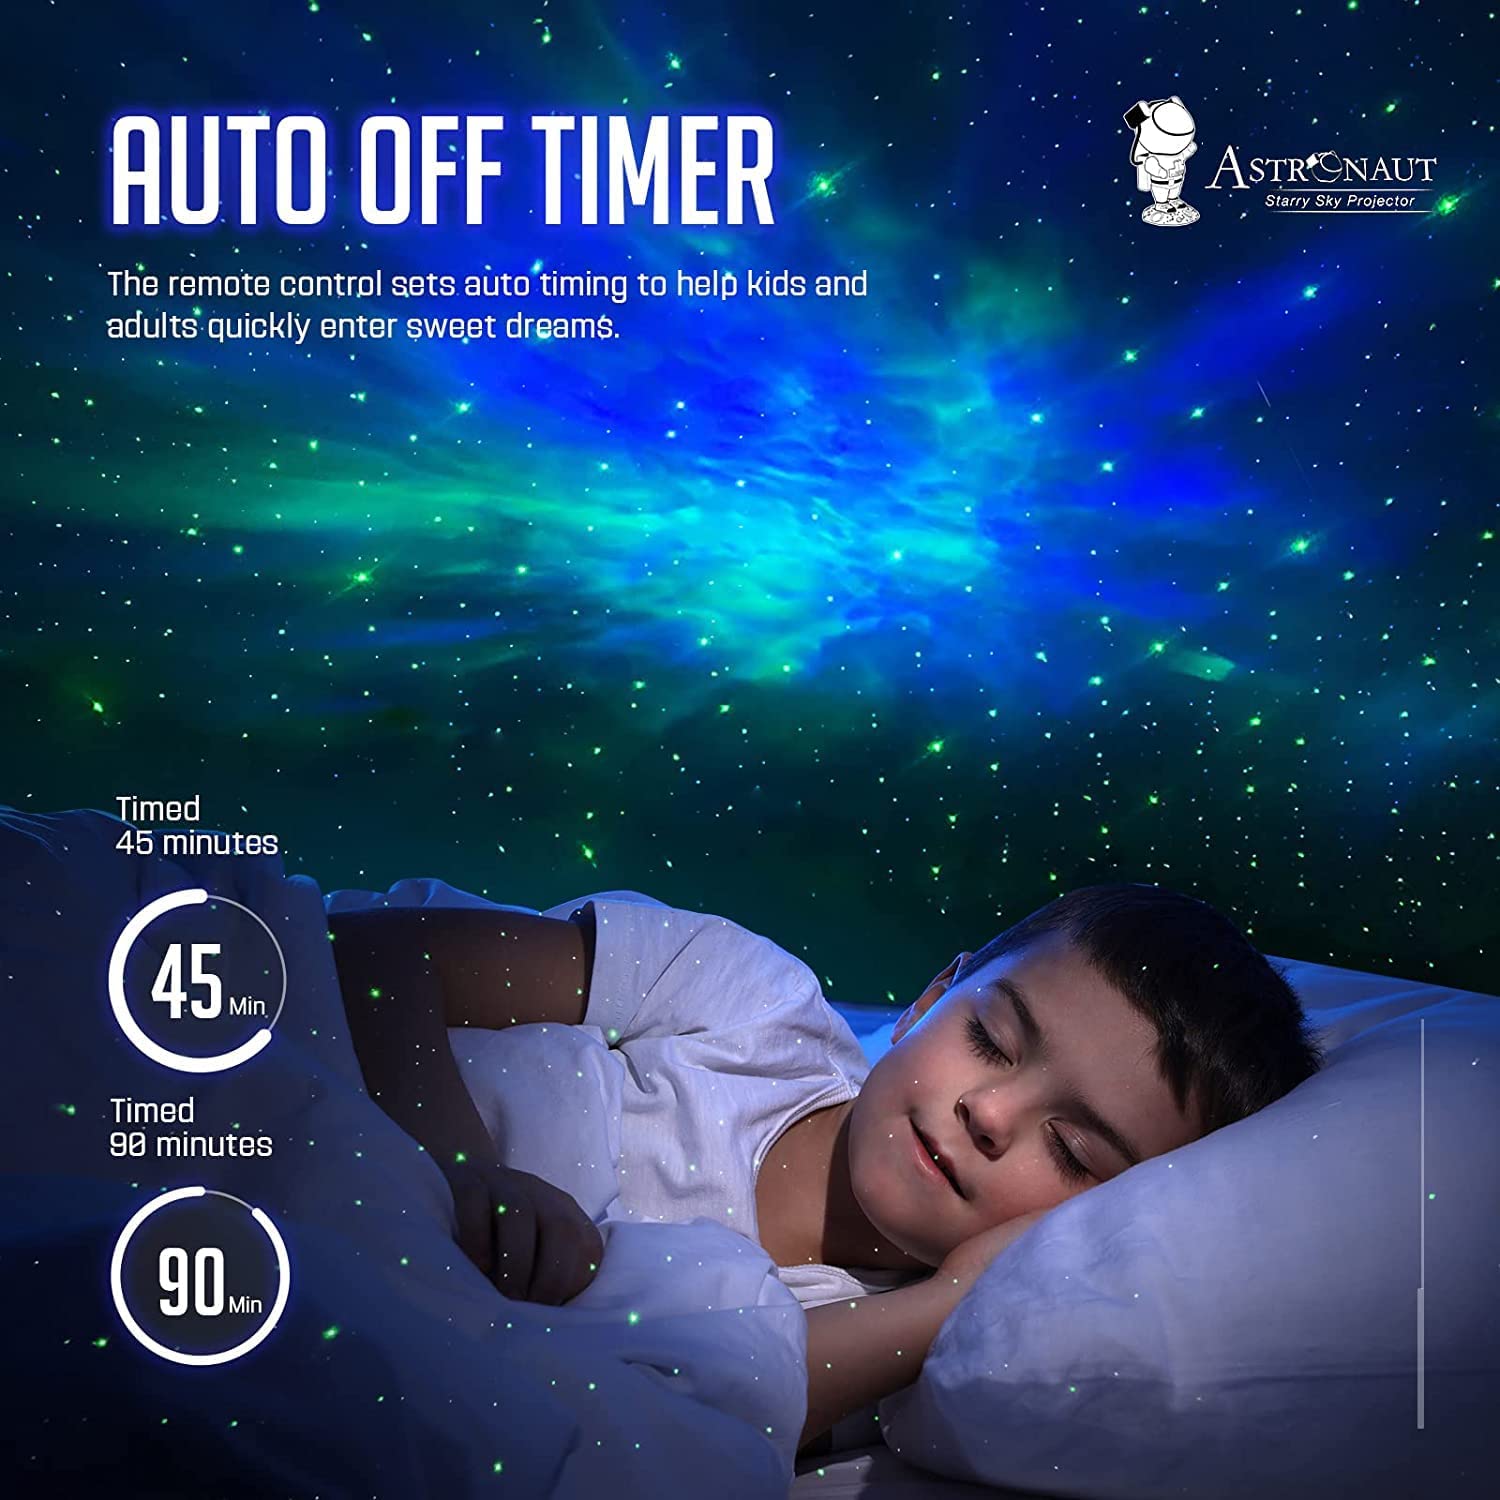 AUTO OFF TIMER
ASTRONAUT
Starry Sky Projector
The remote control sets auto timing to help kids and
adults quickly enter sweet dreams.
Timed
45 minutes
45 Min
Timed
90 minutes
90 Min